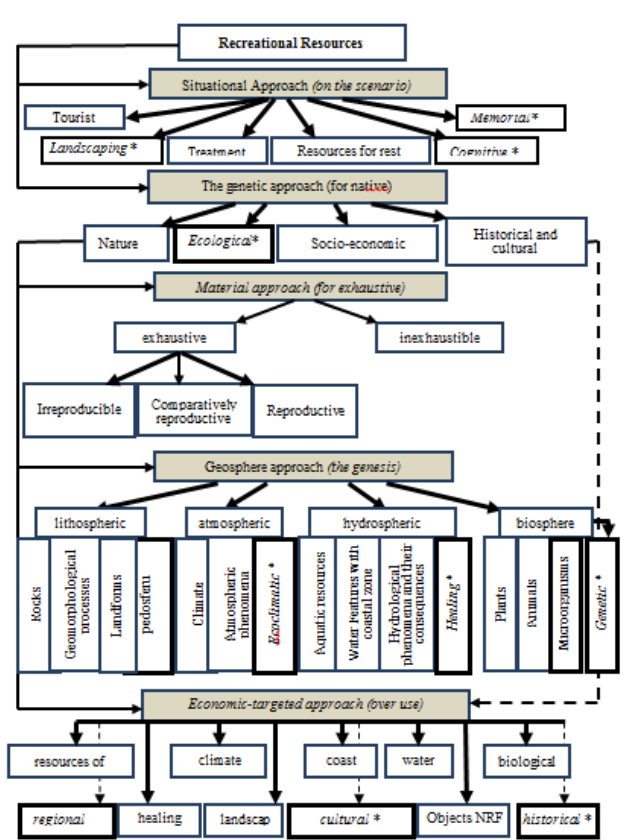 Recreational Resources
Situational Approach (on the scenario)
Tourist
Memorial*
Landscaping *
Treatment
Resources for rest
Cognitive *
The genetic approach (for native)
Nature
Ecological*
Socio-economic
Historical and
cultural
Material approach (for exhaustive)
exhaustive
inexhaustible
Irreproducible
Comparatively
reproductive
Reproductive
Geosphere approach (the genesis)
lithospheric
atmospheric
hydrospheric
biosphere
Rocks
Geomorphological
processes
Landforms
pedosferu
Climate
Atmospheric
phenomena
Ecoclimatic *
Aquatic resources
Water Features with
coastal zone
Hydrological
phenomena and their
consequences
Healing *
Plants
Animals
Microorganisms
Genetic *
Economic-targeted approach (over use)
resources of
climate
coast
water
biological
regional
healing
landscap
cultural *
Objects NRF
historical *